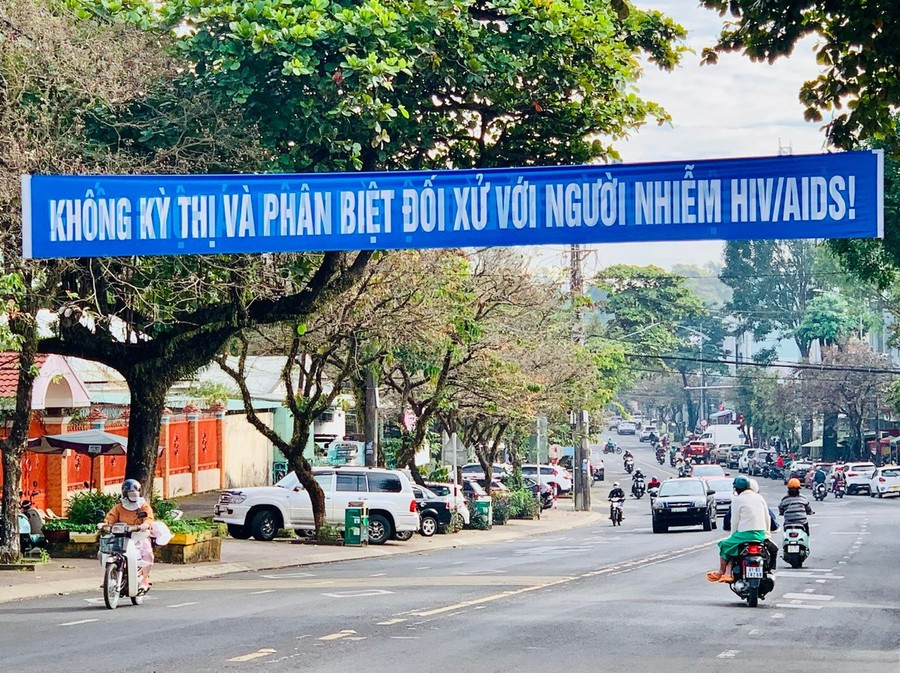 KHÔNG KỲ THỊ VÀ PHÂN BIỆT ĐỐI XỬ VỚI NGƯỜI NHIỄM HIV/AIDS!